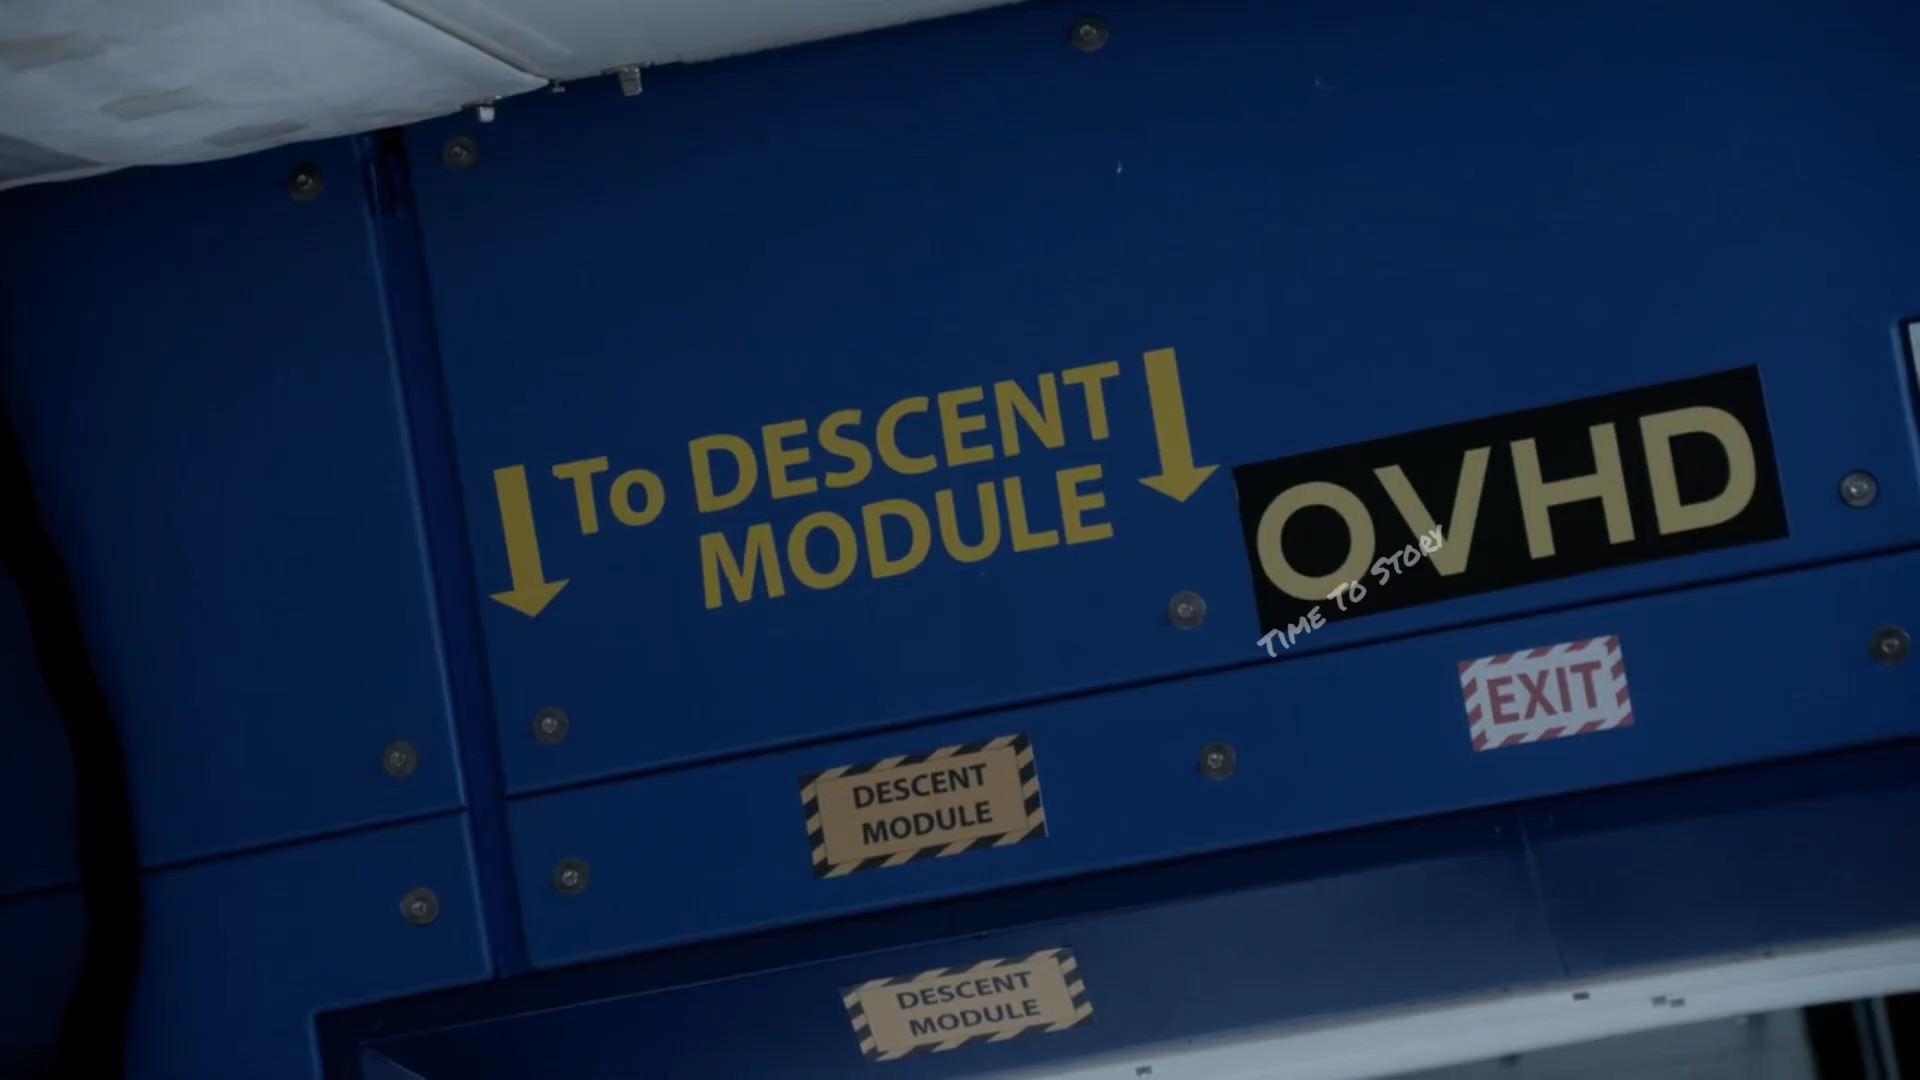 To DESCENT
MODULE
OVHD
TIME TO STORY
EXIT
DESCENT
MODULE
DESCENT
MODULE